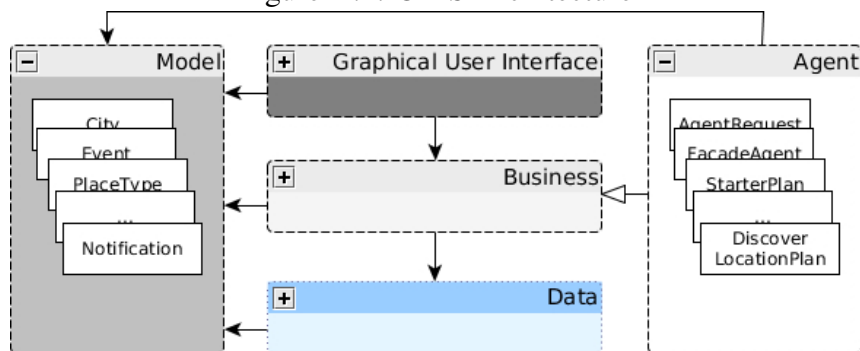 Model
City
Event
PlaceType
...
Notification
Graphical User Interface
Business
Data
Agent
AgentRequest
FacadeAgent
StarterPlan
...
Discover
LocationPlan